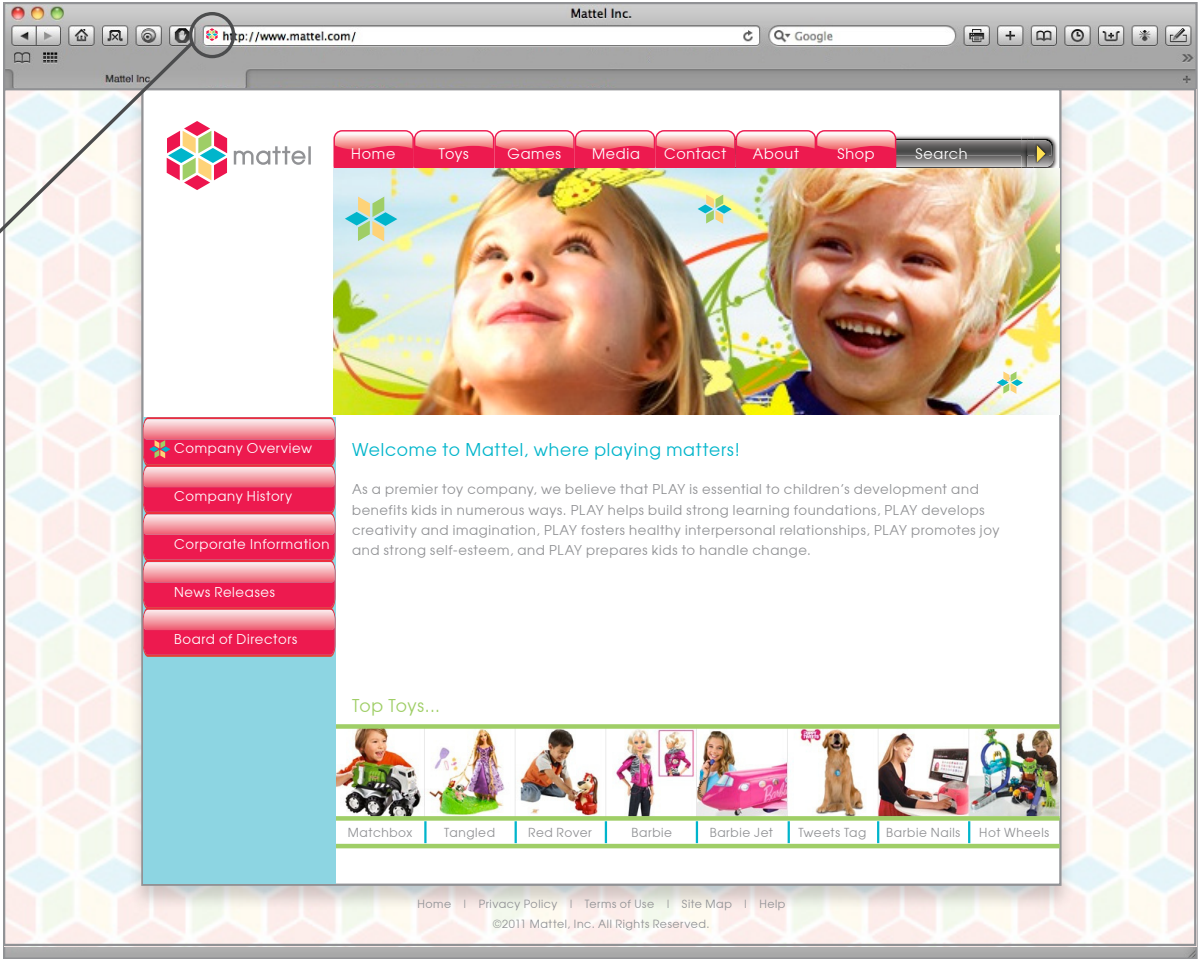 Mattel Inc.
http://www.mattel.com/
Google
Mattel Inc.
mattel
Home Toys Games Media Contact About Shop Search
Company Overview
Company History
Corporate Information
News Releases
Board of Directors
Welcome to Mattel, where playing matters!
As a premier toy company, we believe that PLAY is essential to children's development and
benefits kids in numerous ways. PLAY helps build strong learning foundations, PLAY develops
creativity and imagination, PLAY fosters healthy interpersonal relationships, PLAY promotes joy
and strong self-esteem, and PLAY prepares kids to handle change.
Top Toys...
Barbie
Matchbox Tangled Red Rover Barbie Barbie Jet Tweets Tag Barbie Nails Hot Wheels
Home | Privacy Policy | Terms of Use | Site Map | Help
©2011 Mattel, Inc. All Rights Reserved.